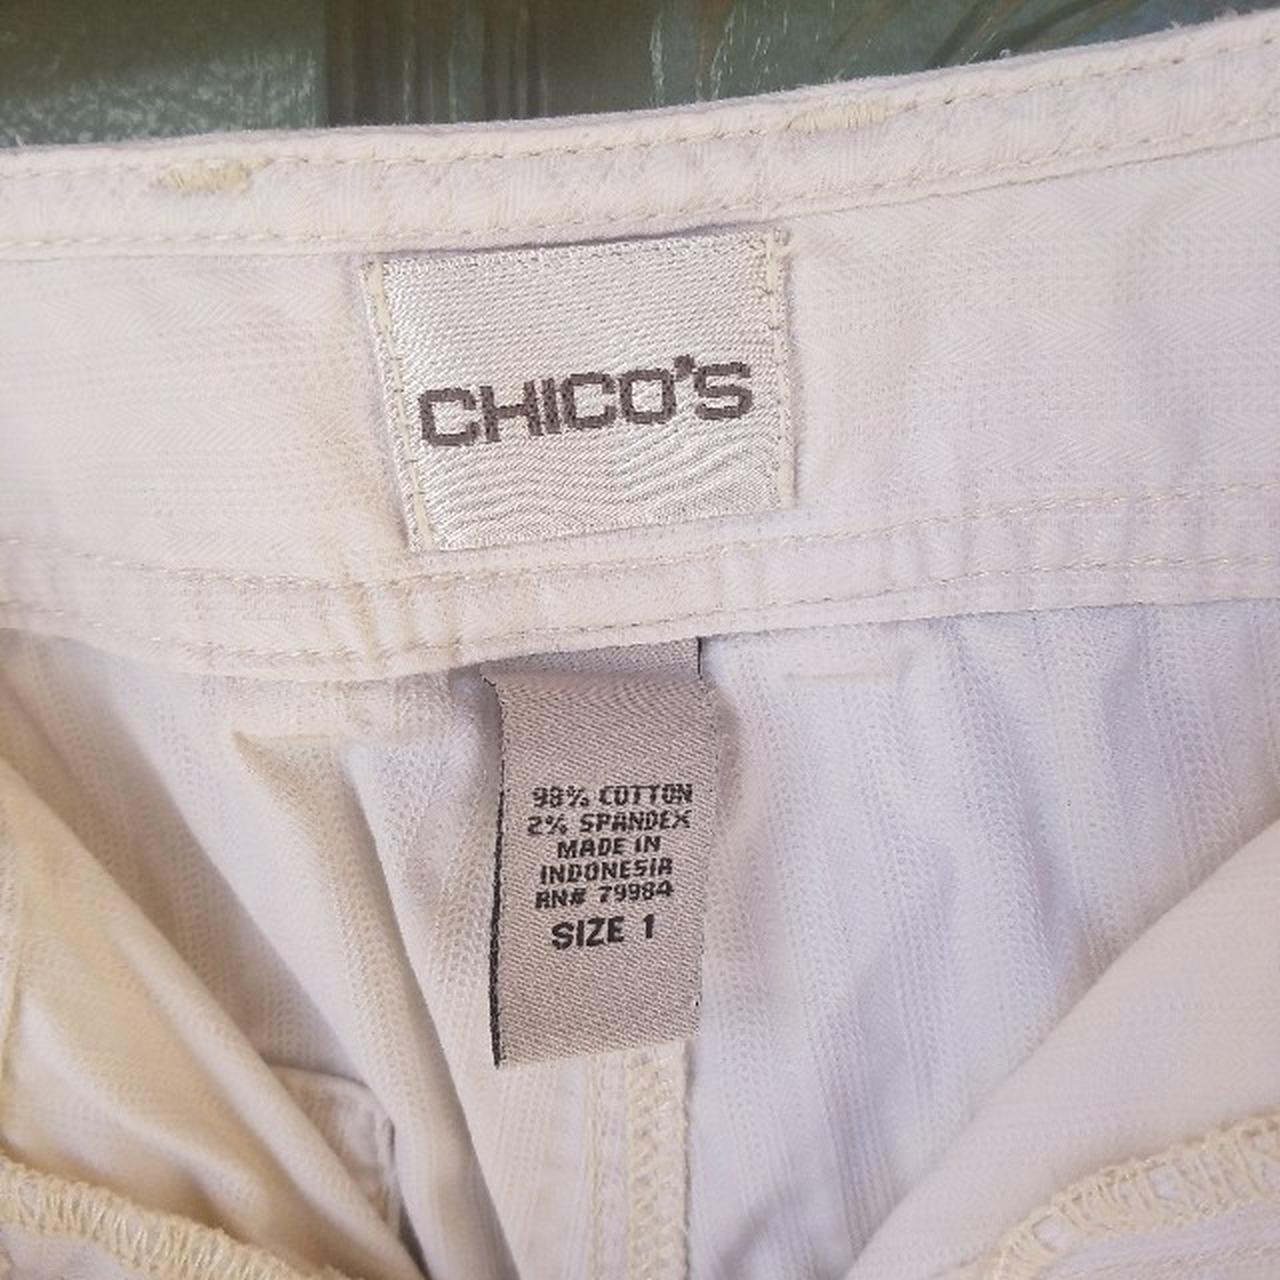 CHICO'S
98% COTTON
2% SPANDEX
MADE IN
INDONESIA
RN# 79984
SIZE 1